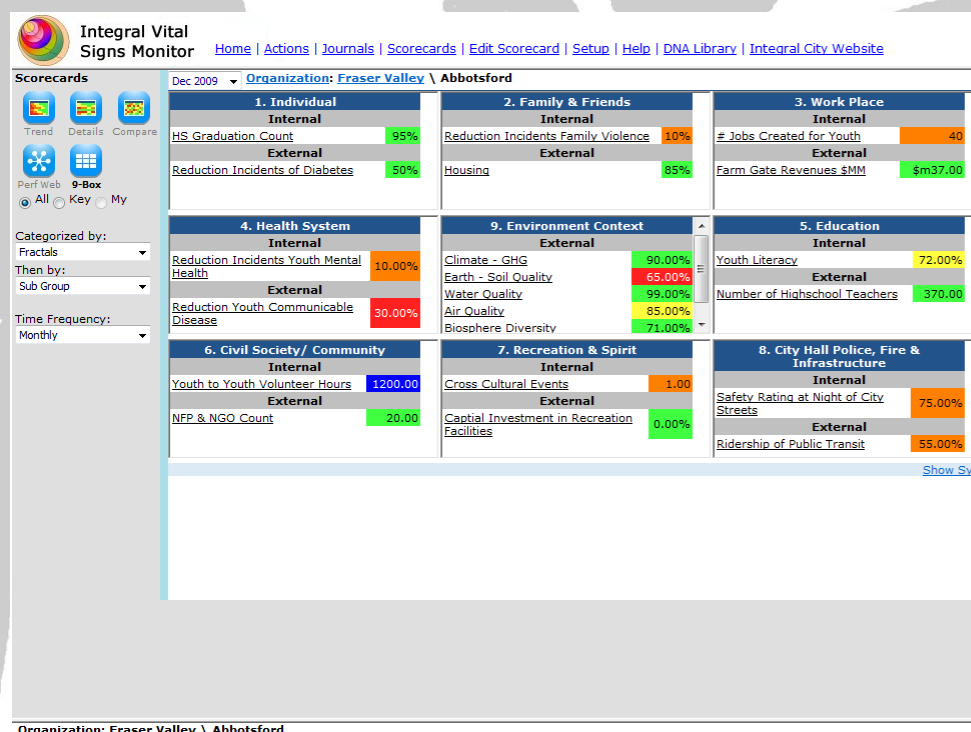 Integral Vital
Signs Monitor
Home | Actions | Journals | Scorecards | Edit Scorecard | Setup | Help | DNA Library | Integral City Website
Scorecards
Trend Details Compare
Perf Web 9-Box
All Key My
Categorized by:
Fractals
Then by:
Sub Group
Time Frequency:
Monthly
Dec 2009 Organization: Fraser Valley \ Abbotsford
1. Individual
Internal
HS Graduation Count 95%
External
Reduction Incidents of Diabetes 50%
2. Family & Friends
Internal
Reduction Incidents Family Violence 10%
External
Housing 85%
3. Work Place
Internal
# Jobs Created for Youth 40
External
Farm Gate Revenues $MM $m37.00
4. Health System
Internal
Reduction Incidents Youth Mental
Health 10.00%
External
Reduction Youth Communicable
Disease 30.00%
9. Environment Context
External
Climate - GHG 90.00%
Earth - Soil Quality 65.00%
Water Quality 99.00%
Air Quality 85.00%
Biosphere Diversity 71.00%
5. Education
Internal
Youth Literacy 72.00%
External
Number of Highschool Teachers 370.00
6. Civil Society/ Community
Internal
Youth to Youth Volunteer Hours 1200.00
External
NFP & NGO Count 20.00
7. Recreation & Spirit
Internal
Cross Cultural Events 1.00
External
Captial Investment in Recreation
Facilities 0.00%
8. City Hall Police, Fire &
Infrastructure
Internal
Safety Rating at Night of City
Streets 75.00%
External
Ridership of Public Transit 55.00%
Show Sy
Organization: Fraser Valley \ Abbotsford